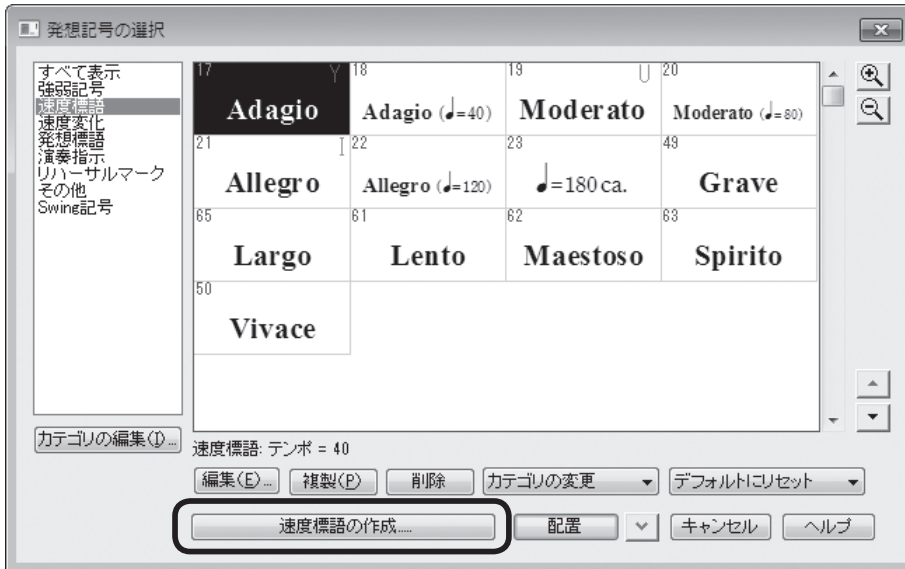 発想記号の選択
すべて表示
強弱記号
速度標語
速度変化
発想標語
演奏指示
リハーサルマーク
その他
Swing記号
カテゴリの編集(I)...
17 Y 18 19 U 20
Adagio Adagio (♩=40) Moderato Moderato (♩=80)
21 I 22 23 49
Allegro Allegro (♩=120) ♩=180 ca. Grave
65 61 62 63
Largo Lento Maestoso Spirito
50
Vivace
速度標語: テンポ = 40
編集(E)... 複製(P) 削除 カテゴリの変更 デフォルトにリセット
速度標語の作成.... 配置 キャンセル ヘルプ